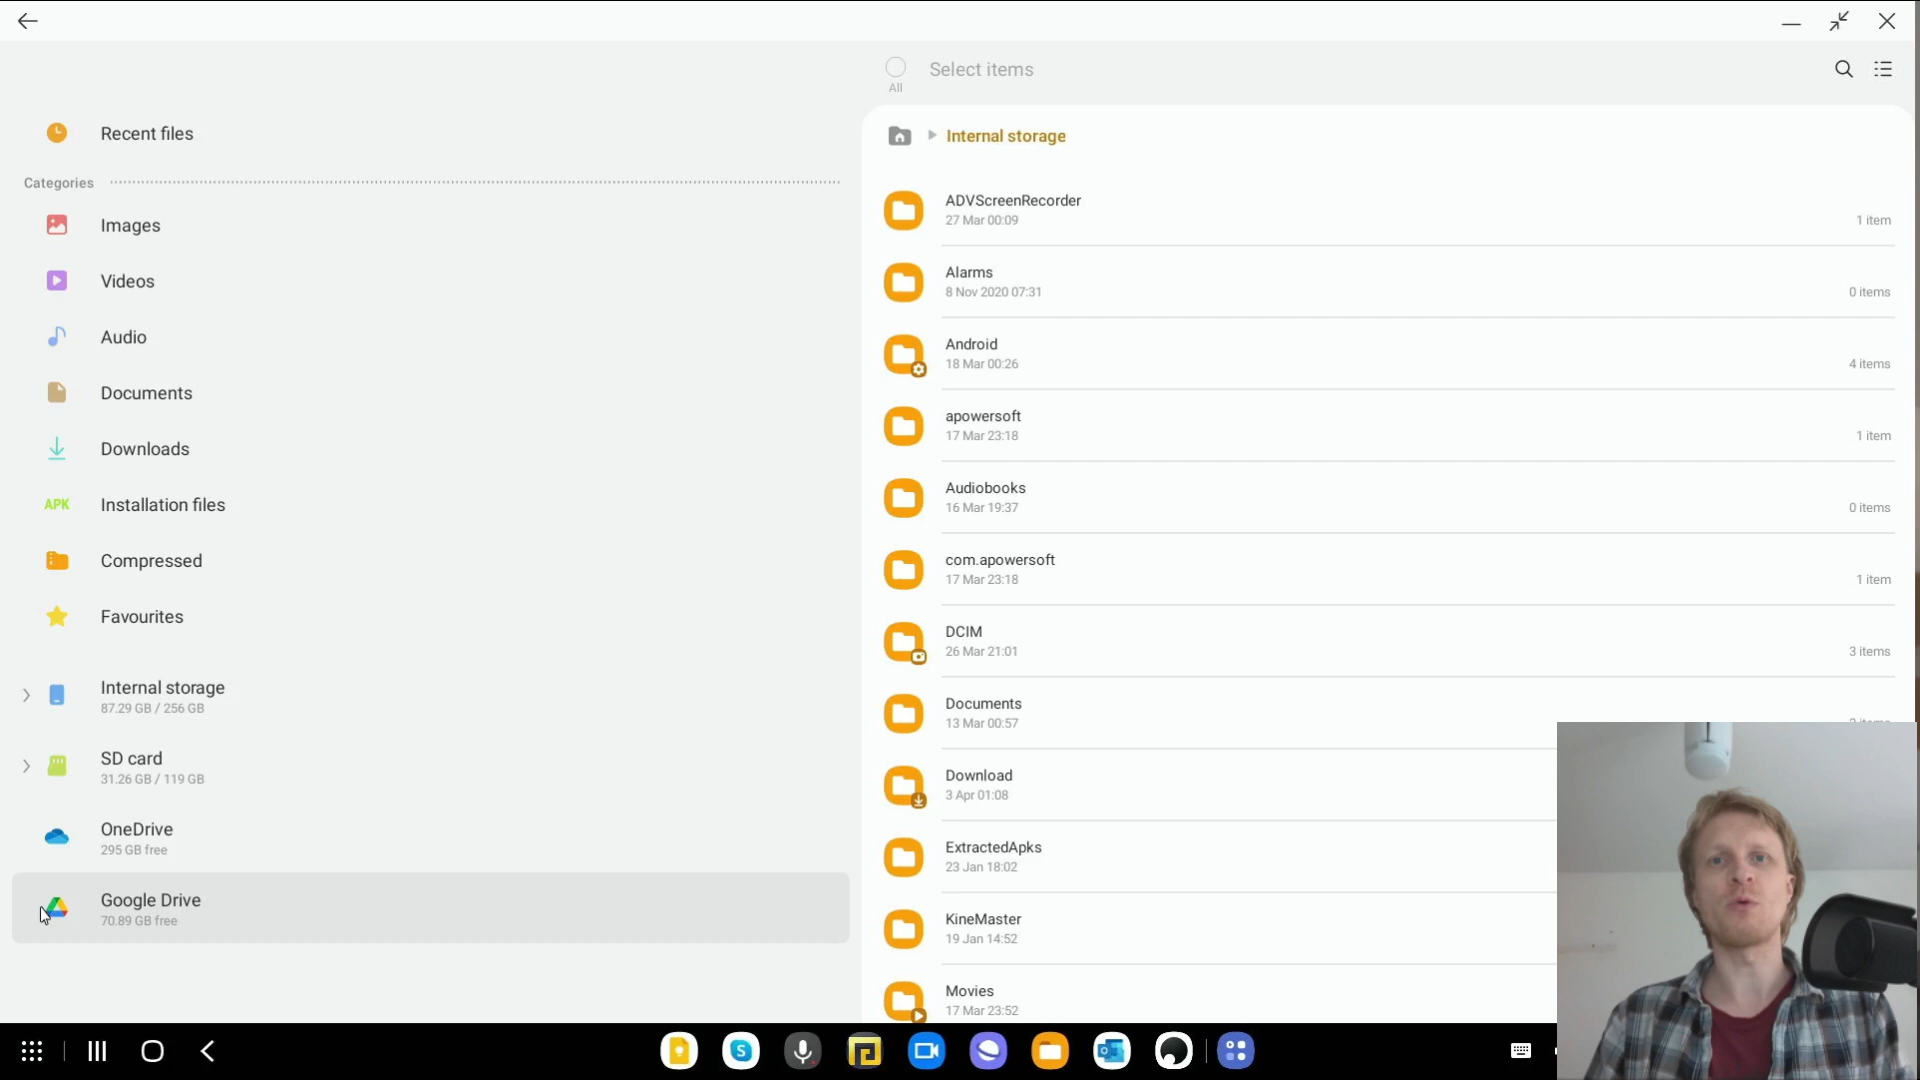 Select items
All
Recent files
Categories
Images
Videos
Audio
Documents
Downloads
APK Installation files
Compressed
Favourites
Internal storage
87.29 GB / 256 GB
SD card
31.26 GB / 119 GB
OneDrive
295 GB free
Google Drive
70.89 GB free
Internal storage
ADVScreenRecorder
27 Mar 00:09
1 item
Alarms
8 Nov 2020 07:31
0 items
Android
18 Mar 00:26
4 items
apowersoft
17 Mar 23:18
1 item
Audiobooks
16 Mar 19:37
0 items
com.apowersoft
17 Mar 23:18
1 item
DCIM
26 Mar 21:01
3 items
Documents
13 Mar 00:57
Download
3 Apr 01:08
ExtractedApks
23 Jan 18:02
KineMaster
19 Jan 14:52
Movies
17 Mar 23:52